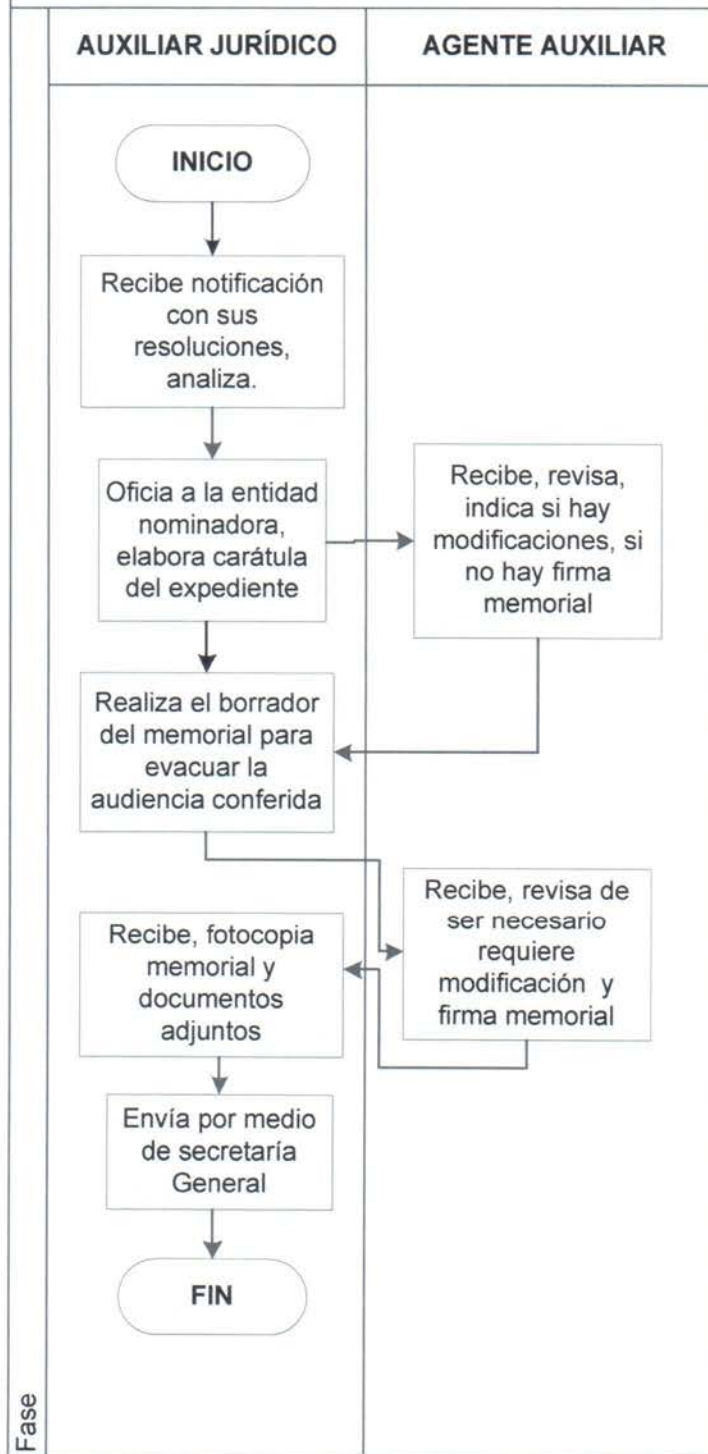 AUXILIAR JURÍDICO
AGENTE AUXILIAR
INICIO
Recibe notificación
con sus
resoluciones,
analiza.
Oficia a la entidad
nominadora,
elabora carátula
del expediente
Recibe, revisa,
indica si hay
modificaciones, si
no hay firma
memorial
Realiza el borrador
del memorial para
evacuar la
audiencia conferida
Recibe, revisa de
ser necesario
requiere
modificación y
firma memorial
Recibe, fotocopia
memorial y
documentos
adjuntos
Envía por medio
de secretaría
General
FIN
Fase